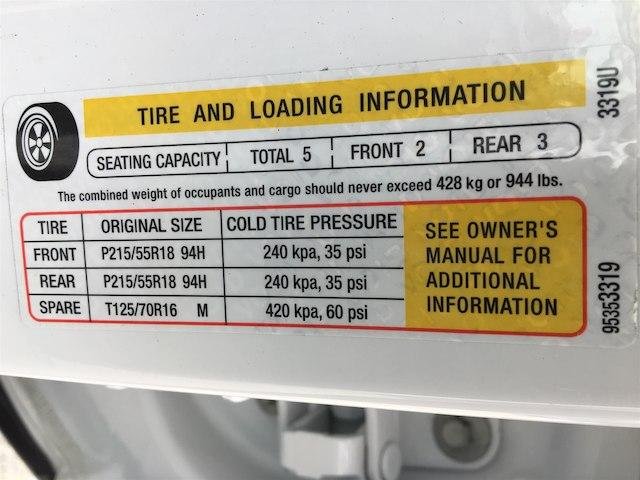 TIRE AND LOADING INFORMATION
SEATING CAPACITY TOTAL 5 FRONT 2 REAR 3
The combined weight of occupants and cargo should never exceed 428 kg or 944 lbs.
TIRE ORIGINAL SIZE COLD TIRE PRESSURE
FRONT P215/55R18 94H 240 kpa, 35 psi
REAR P215/55R18 94H 240 kpa, 35 psi
SPARE T125/70R16 M 420 kpa, 60 psi
SEE OWNER'S
MANUAL FOR
ADDITIONAL
INFORMATION
3319U
95353319